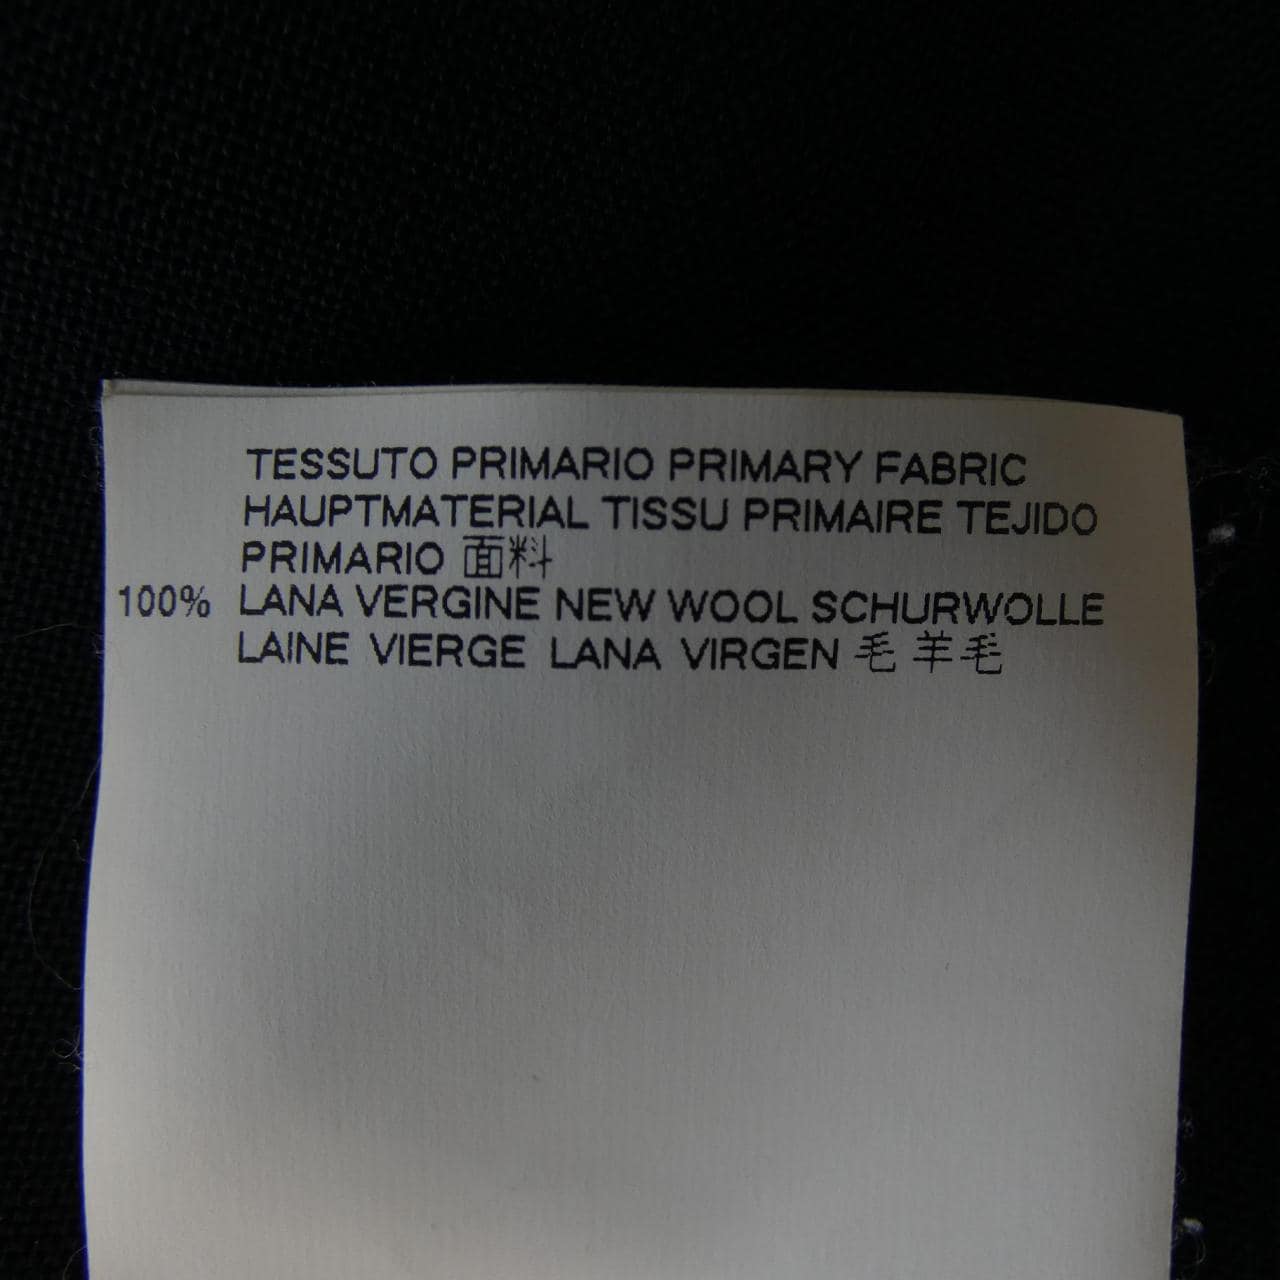 TESSUTO PRIMARIO PRIMARY FABRIC
HAUPTMATERIAL TISSU PRIMAIRE TEJIDO
PRIMARIO 面料
100% LANA VERGINE NEW WOOL SCHURWOLLE
LAINE VIERGE LANA VIRGEN 毛 羊毛